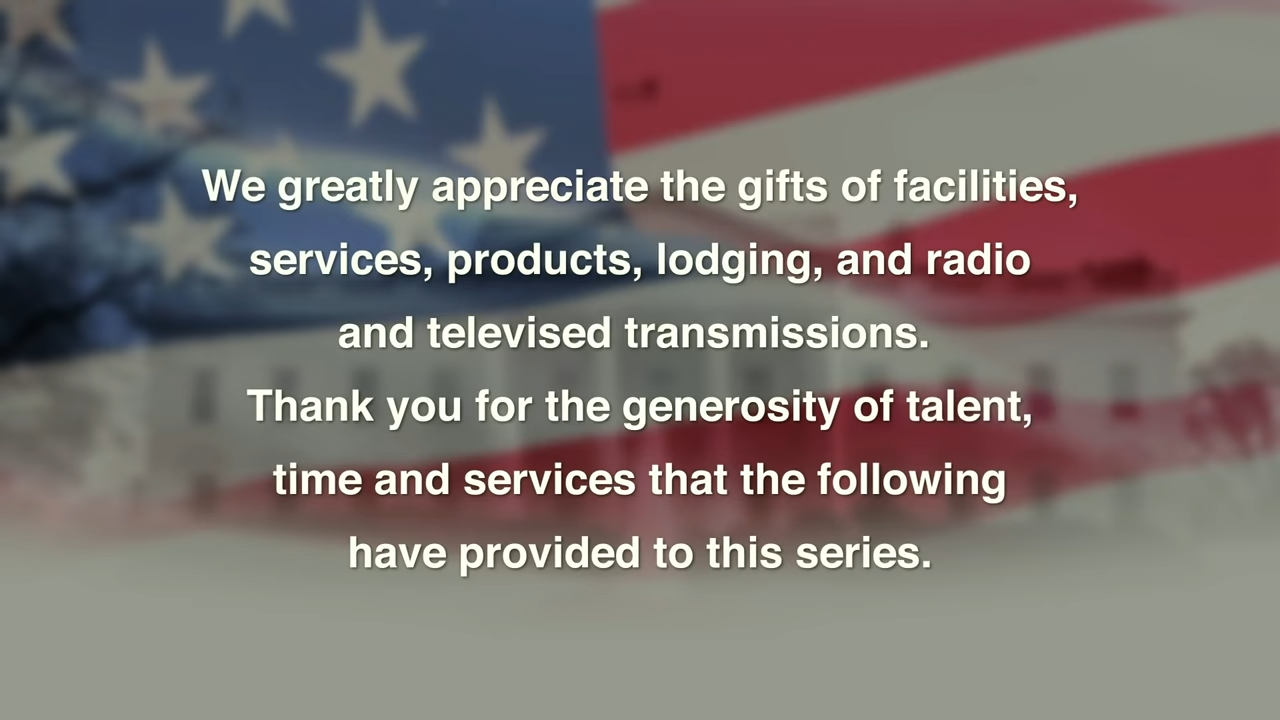 We greatly appreciate the gifts of facilities,
services, products, lodging, and radio
and televised transmissions.
Thank you for the generosity of talent,
time and services that the following
have provided to this series.